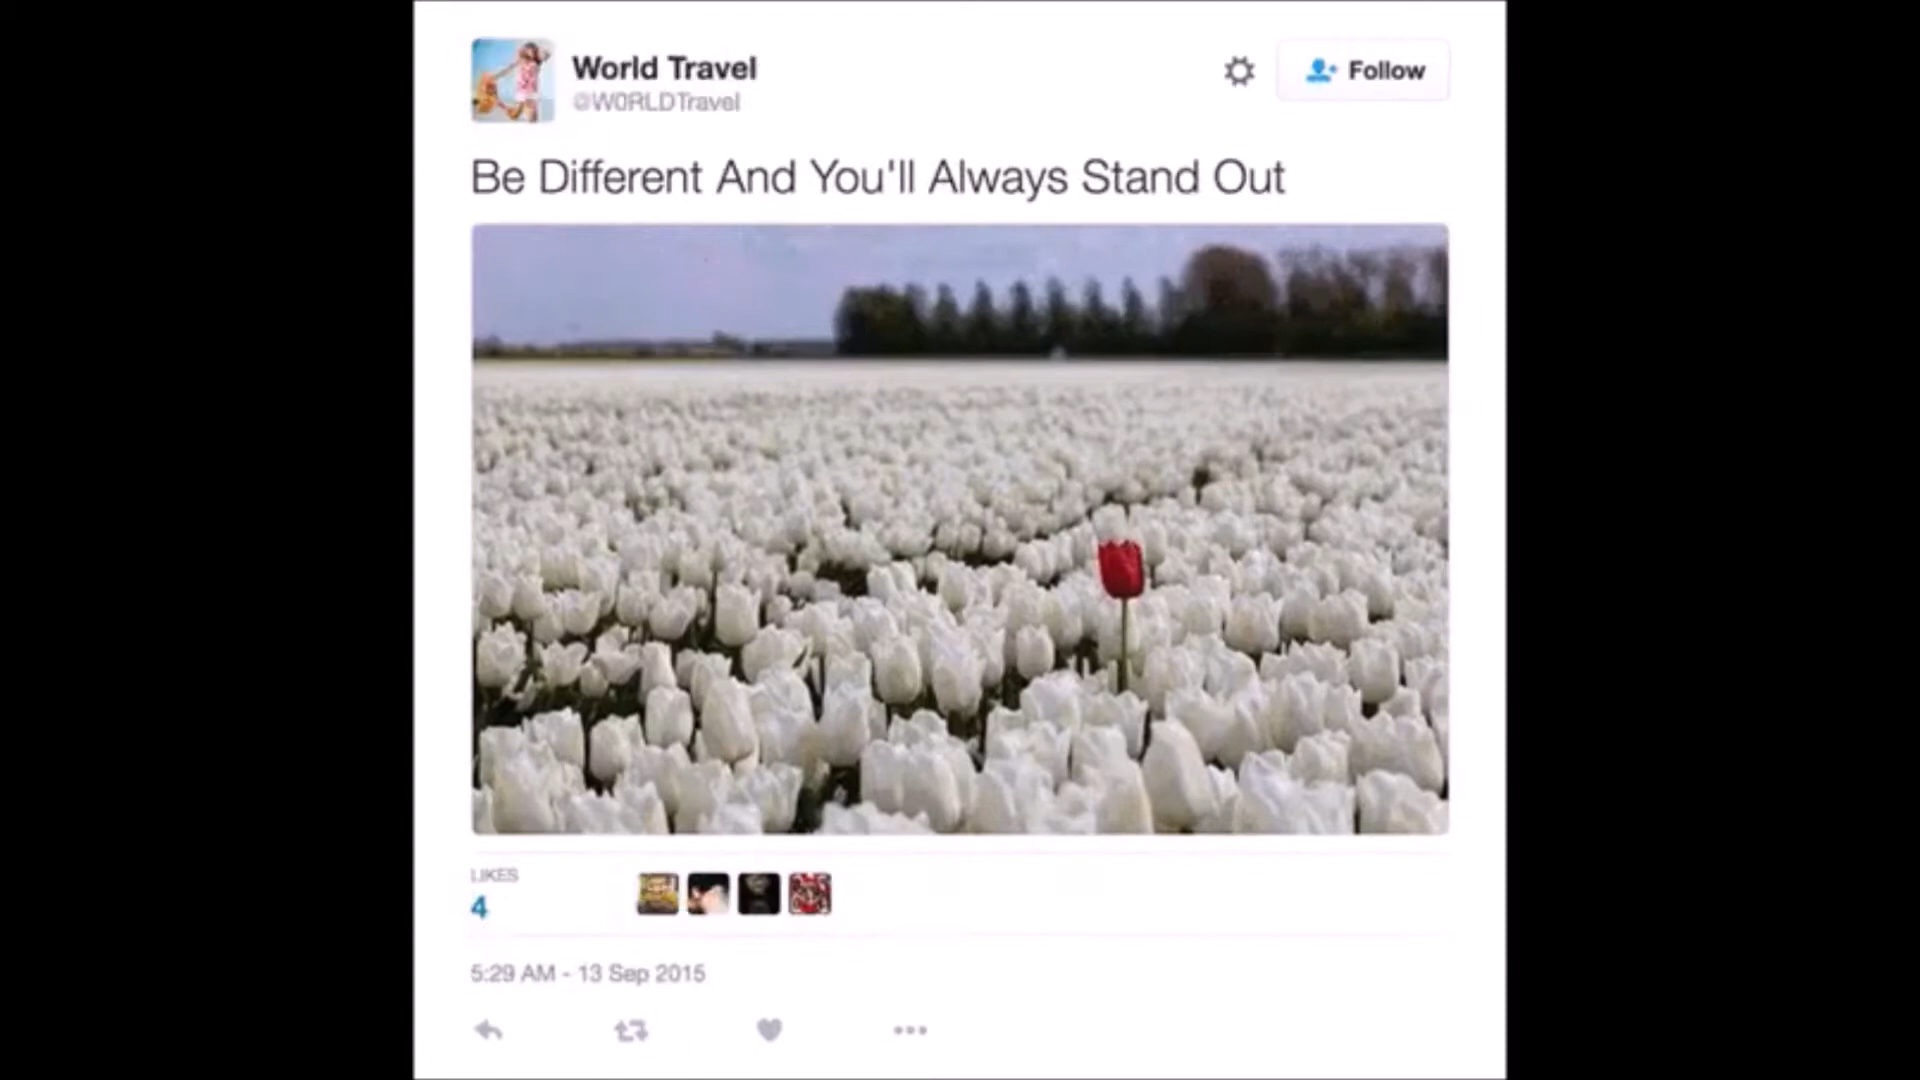 World Travel
@W0RLDTravel
Follow
Be Different And You'll Always Stand Out
LIKES
4
5:29 AM - 13 Sep 2015